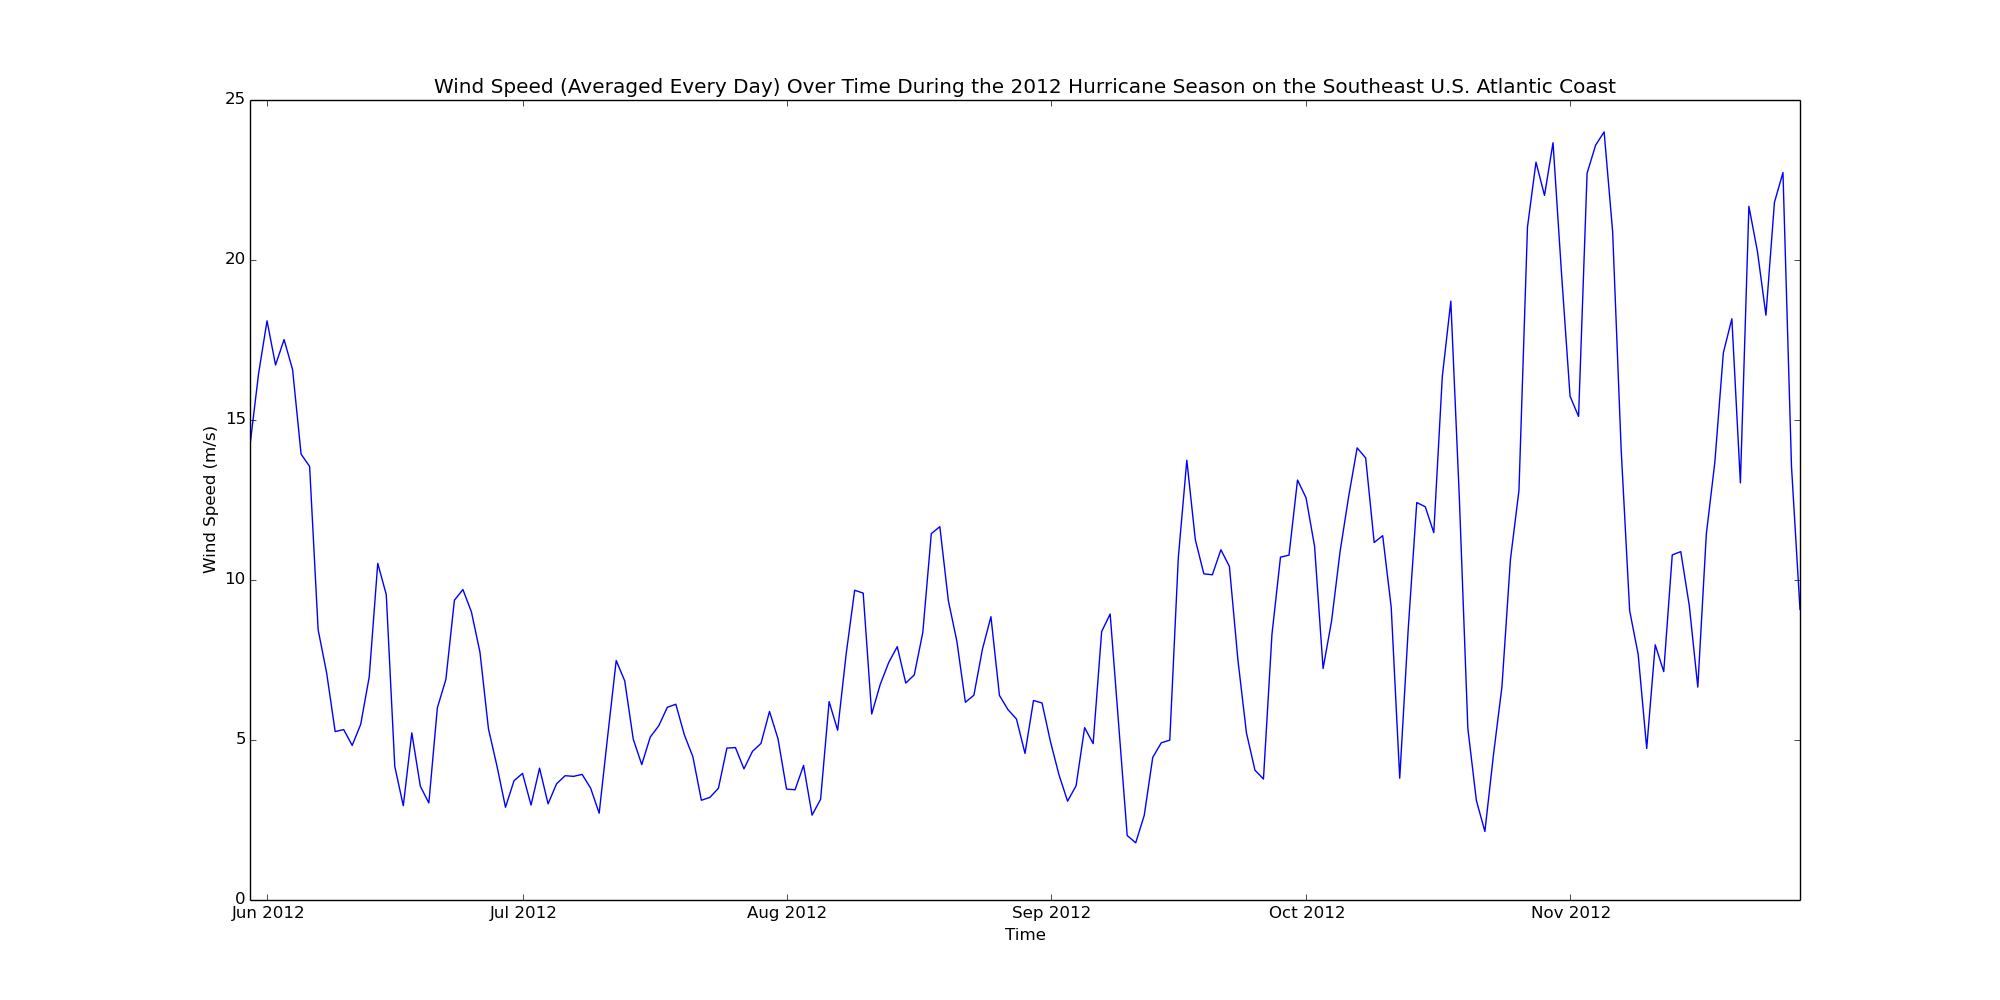 Wind Speed (Averaged Every Day) Over Time During the 2012 Hurricane Season on the Southeast U.S. Atlantic Coast
25
20
15
10
5
0
Wind Speed (m/s)
Jun 2012 Jul 2012 Aug 2012 Sep 2012 Oct 2012 Nov 2012
Time